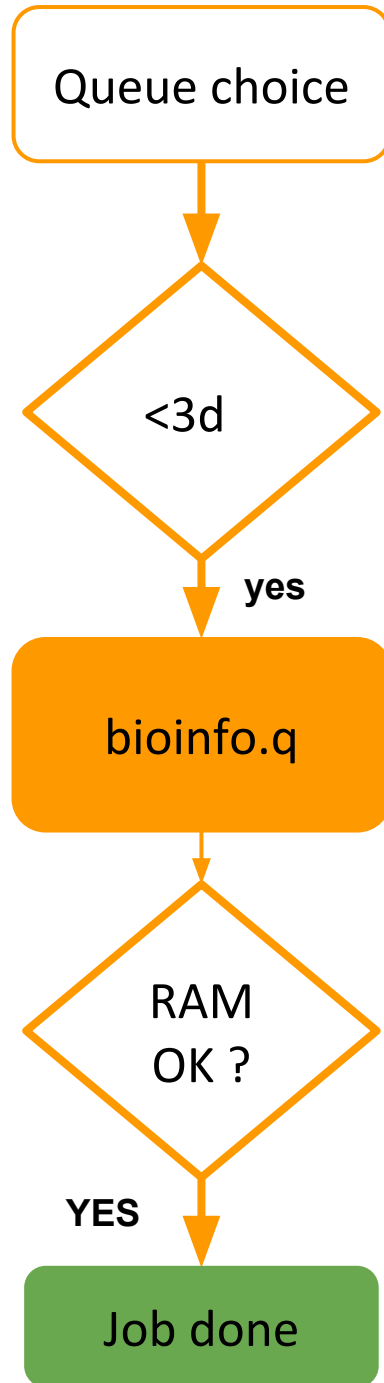 Queue choice
<3d
yes
bioinfo.q
RAM
OK ?
YES
Job done